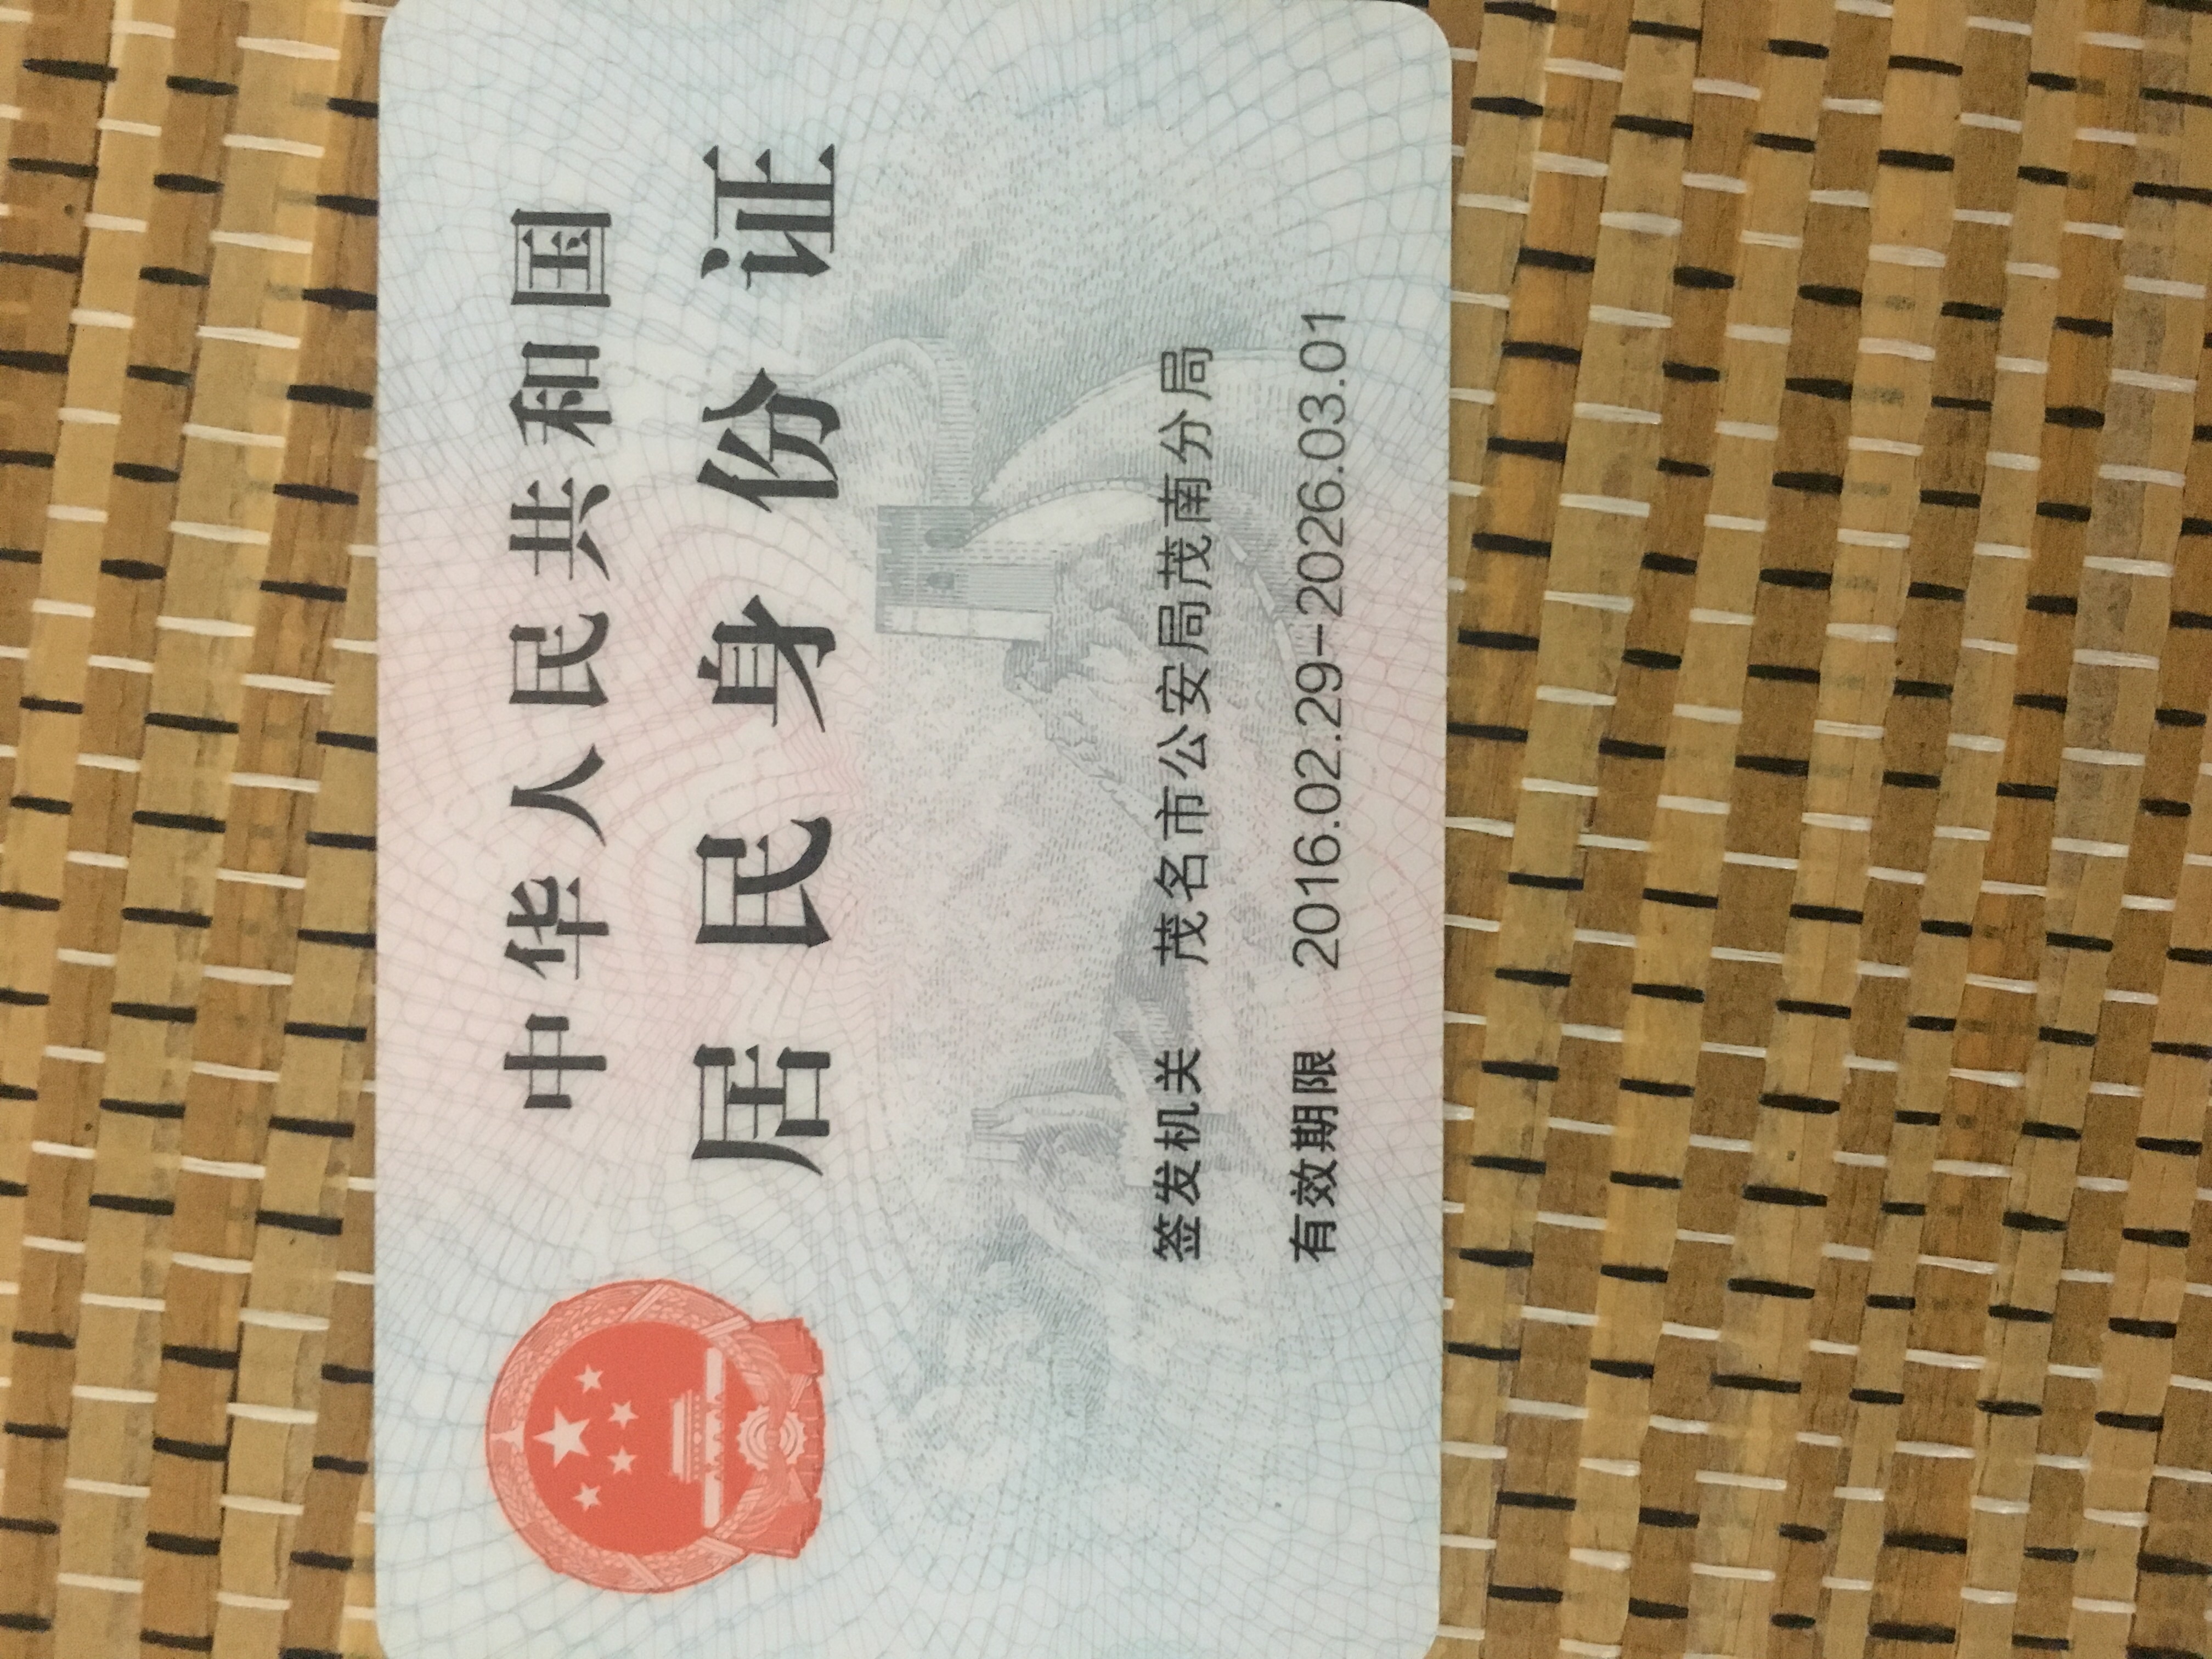 中华人民共和国
居民身份证
签发机关 茂名市公安局茂南分局
有效期限 2016.02.29-2026.03.01